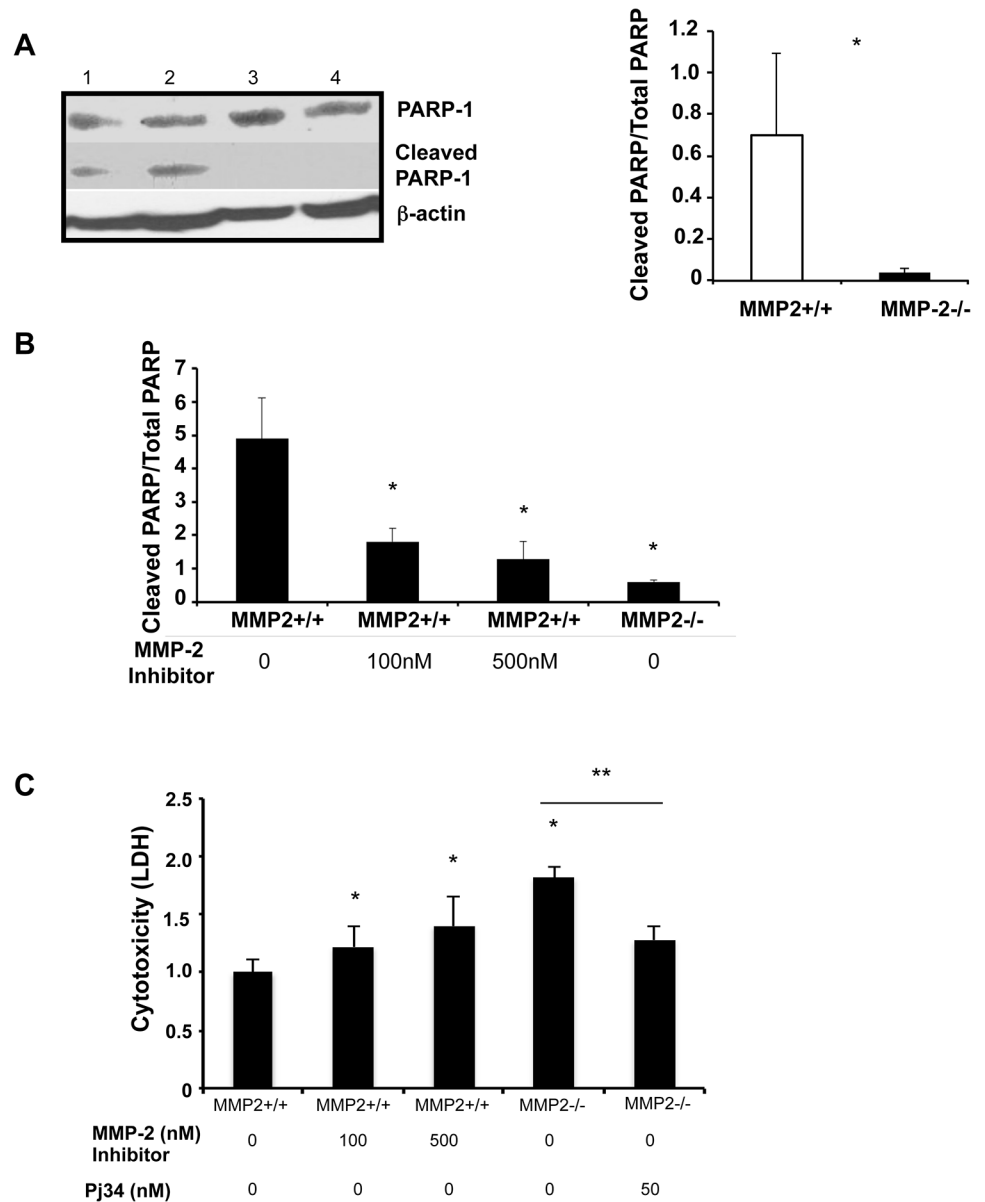 A
1 2 3 4
PARP-1
Cleaved
PARP-1
β-actin
Cleaved PARP/Total PARP
1.2
1.0
0.8
0.6
0.4
0.2
0
*
MMP2+/+ MMP-2-/-
B
Cleaved PARP/Total PARP
7
6
5
4
3
2
1
0
* * *
MMP2+/+ MMP2+/+ MMP2+/+ MMP2-/-
MMP-2
Inhibitor
0 100nM 500nM 0
C
Cytotoxicity (LDH)
2.5
2.0
1.5
1.0
0.5
0
**
* * *
MMP2+/+ MMP2+/+ MMP2+/+ MMP2-/- MMP2-/-
MMP-2 (nM)
Inhibitor
0 100 500 0 0
Pj34 (nM) 0 0 0 0 50